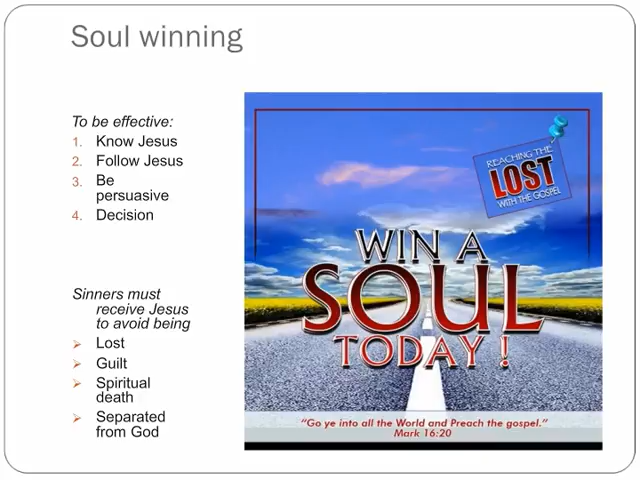 Soul winning
To be effective:
1. Know Jesus
2. Follow Jesus
3. Be
persuasive
4. Decision
Sinners must
receive Jesus
to avoid being
➢ Lost
➢ Guilt
➢ Spiritual
death
➢ Separated
from God
REACHING THE
LOST
WITH THE GOSPEL
WIN A
SOUL
TODAY !
“Go ye into all the World and Preach the gospel.”
Mark 16:20